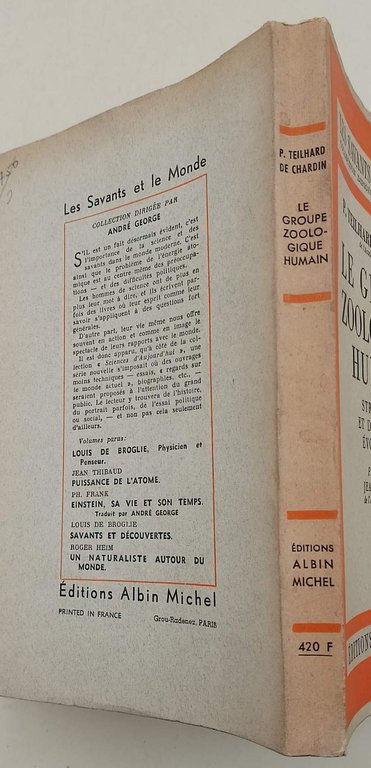 Les Savants et le Monde
COLLECTION DIRIGÉE PAR
ANDRÉ GEORGE
S'IL est un fait désormais évident, c'est
l'importance de la science et des
savants dans le monde moderne. C'est
ainsi que le problème de l'énergie ato-
mique est au centre même des préoccupa-
tions — et des difficultés politiques.
Les hommes de science ont de plus en
plus leur mot à dire, et ils écrivent par-
fois des livres où leur esprit comme leur
savoir s'appliquent à des questions fort
générales.
D'autre part, leur vie même nous offre
souvent en action et comme en image le
spectacle de leurs rapports avec le monde.
Il est donc apparu, qu'à côté de la col-
lection « Sciences d'Aujourd'hui », une
série nouvelle s'imposait où des ouvrages
moins techniques — essais, « regards sur
le monde actuel », biographies, etc., —
seraient proposés à l'attention du grand
public. Le lecteur y trouvera de l'histoire,
du portrait parfois, de l'essai politique
ou social, — et non pas cela seulement
d'ailleurs.
Volumes parus:
LOUIS DE BROGLIE, Physicien et
Penseur.
JEAN THIBAUD
PUISSANCE DE L'ATOME.
PH. FRANK
EINSTEIN, SA VIE ET SON TEMPS.
Traduit par ANDRÉ GEORGE
LOUIS DE BROGLIE
SAVANTS ET DÉCOUVERTES.
ROGER HEIM
UN NATURALISTE AUTOUR DU
MONDE.
Éditions Albin Michel
PRINTED IN FRANCE
Grou-Radenez, PARIS
P. TEILHARD
DE CHARDIN
LE
GROUPE
ZOOLO-
GIQUE
HUMAIN
ÉDITIONS
ALBIN
MICHEL
420 F
LES SAVANTS
P. TEILHARD
LE G
ZOOLO
HU
STR
ET D
ÉVO
ÉDITIONS